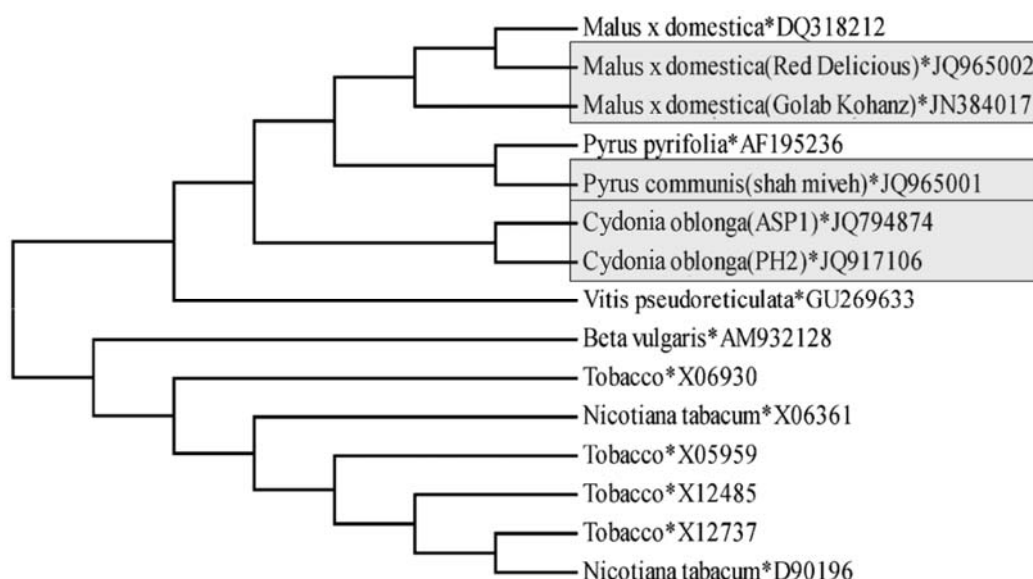 Malus x domestica*DQ318212
Malus x domestica(Red Delicious)*JQ965002
Malus x domestica(Golab Kohanz)*JN384017
Pyrus pyrifolia*AF195236
Pyrus communis(shah miveh)*JQ965001
Cydonia oblonga(ASP1)*JQ794874
Cydonia oblonga(PH2)*JQ917106
Vitis pseudoreticulata*GU269633
Beta vulgaris*AM932128
Tobacco*X06930
Nicotiana tabacum*X06361
Tobacco*X05959
Tobacco*X12485
Tobacco*X12737
Nicotiana tabacum*D90196